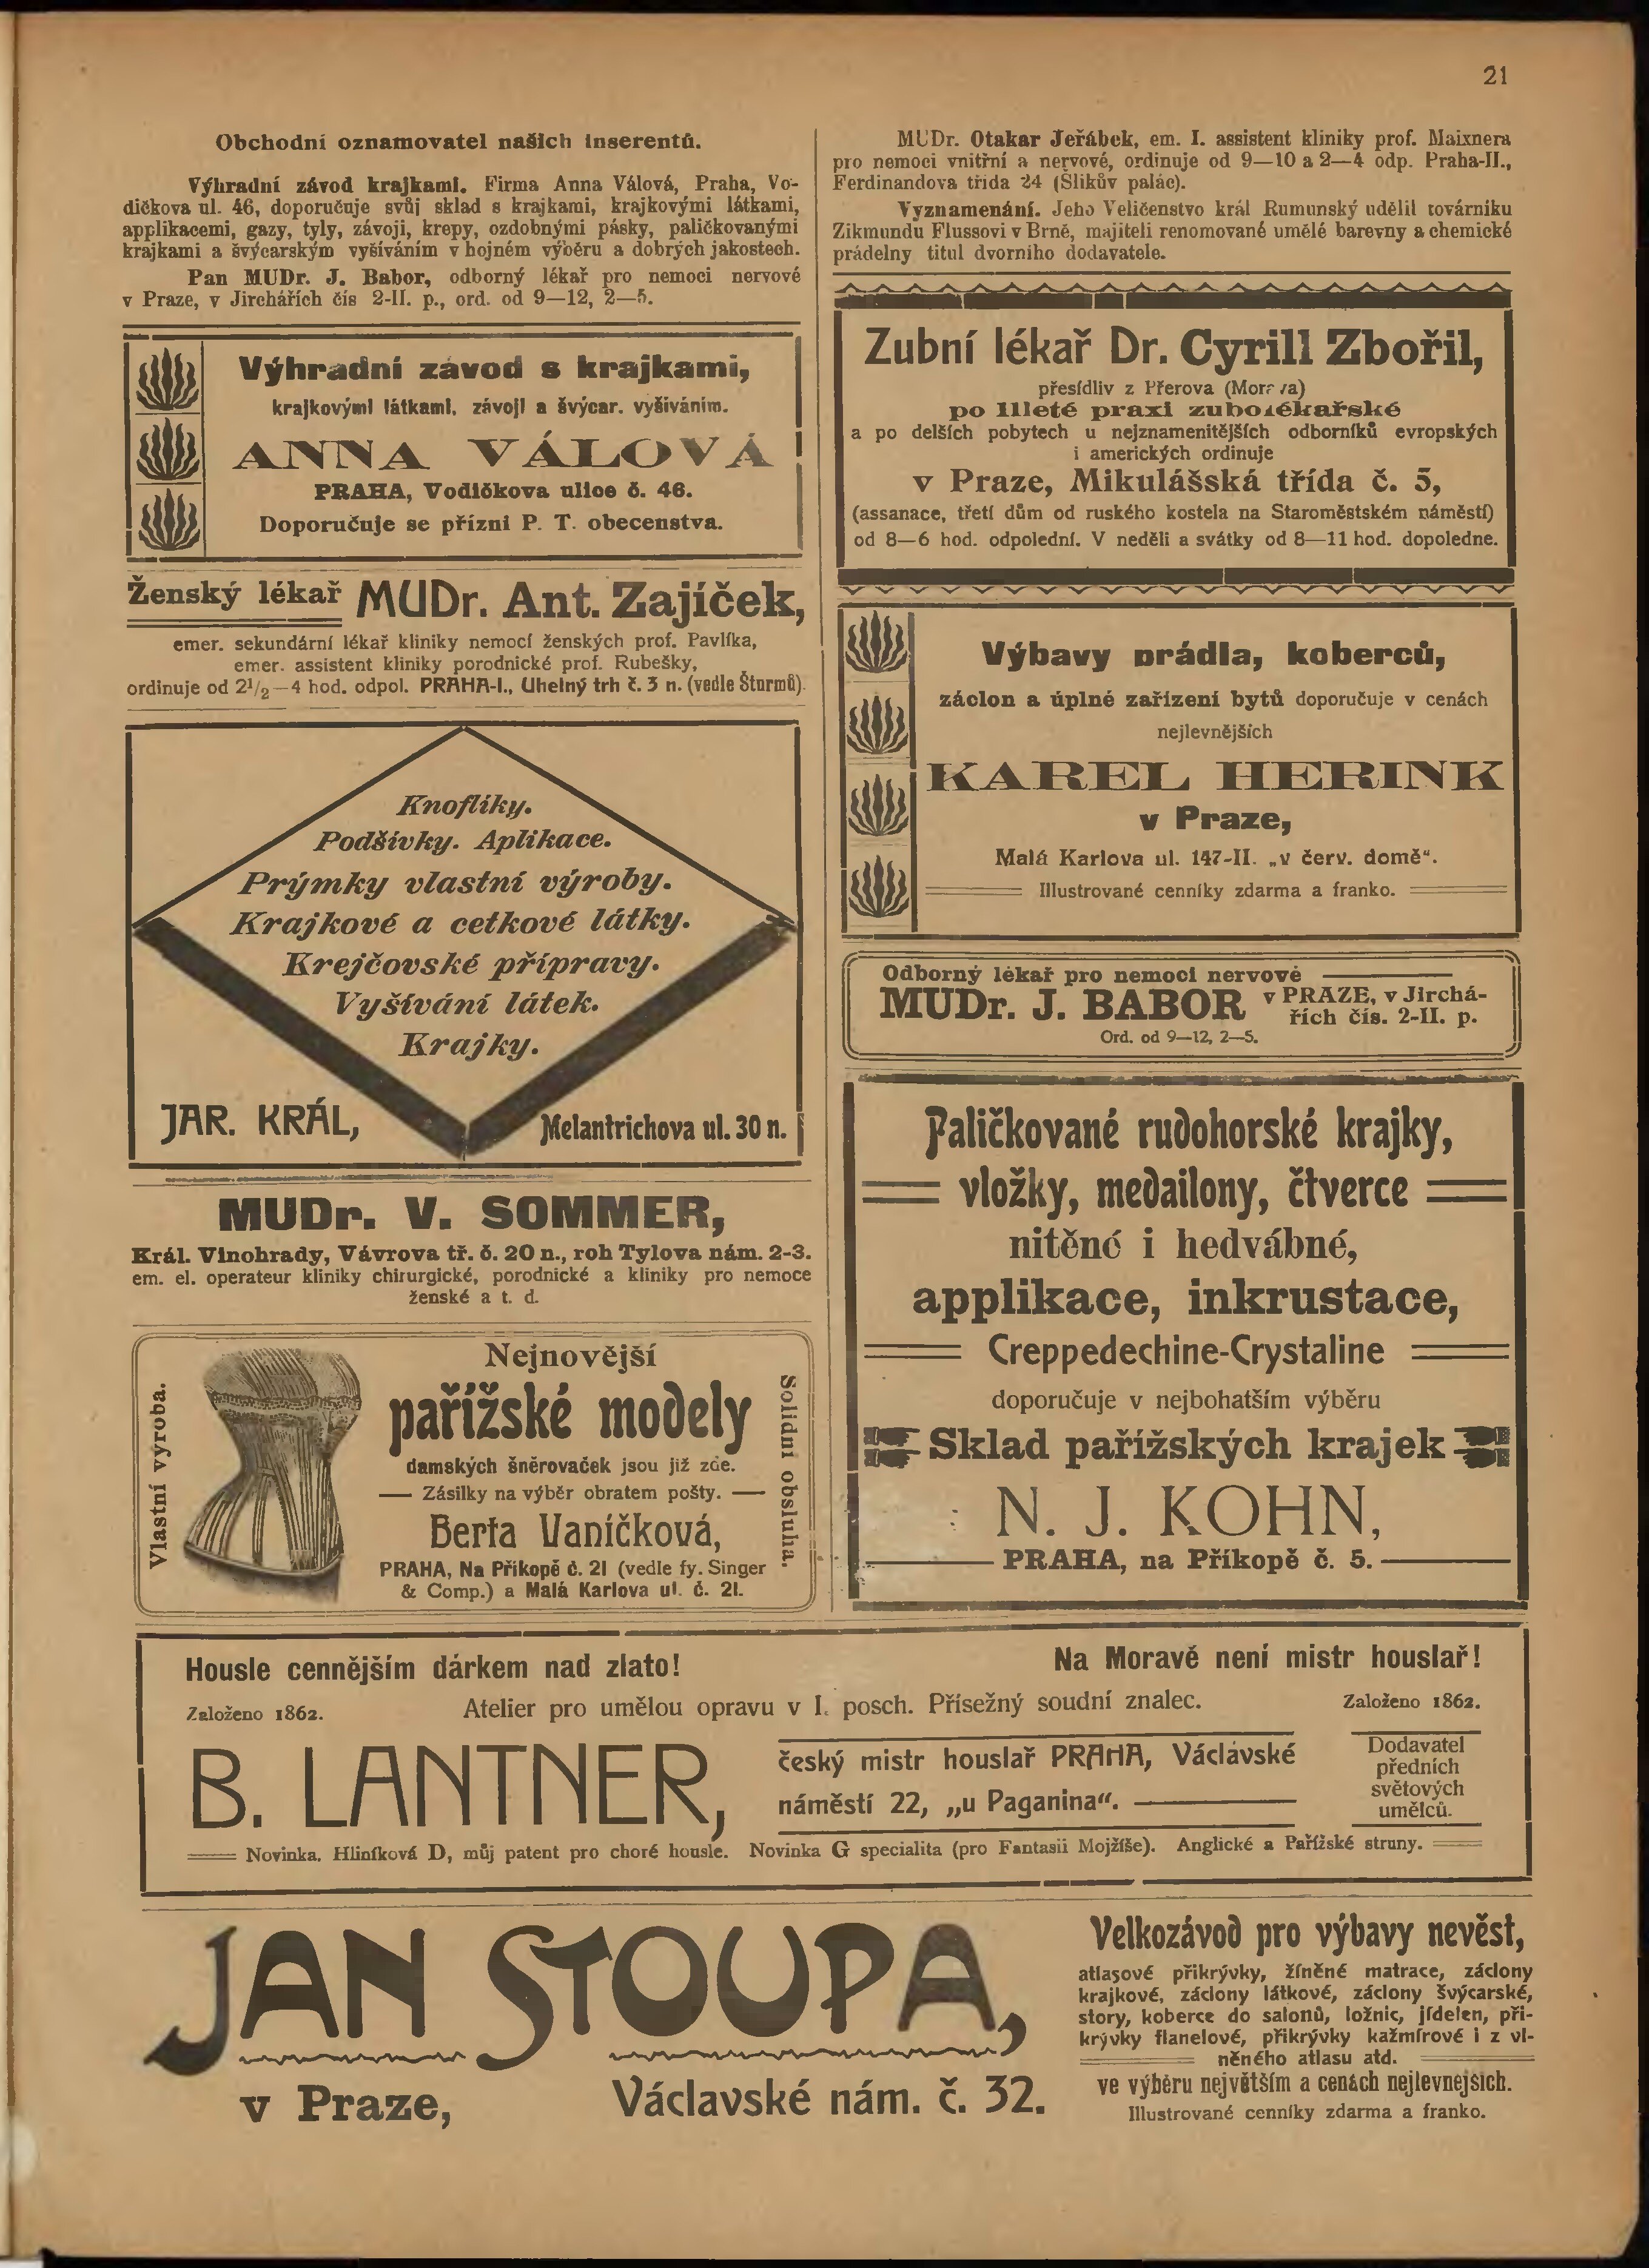 21
Obchodní oznamovatel našich inserentů.
Výhradní závod krajkami. Firma Anna Válová, Praha, Vo-
dičkova ul. 46, doporučuje svůj sklad s krajkami, krajkovými látkami,
applikacemi, gazy, tyly, závoji, krepy, ozdobnými pásky, paličkovanými
krajkami a švýcarským vyšíváním v hojném výběru a dobrých jakostech.
Pan MUDr. J. Babor, odborný lékař pro nemoci nervové
v Praze, v Jirchářích čís 2-II. p., ord. od 9—12, 2—5.
Výhradní závod s krajkami,
krajkovými látkami, závoji a švýcar. vyšíváním.
ANNA VÁLOVÁ
PRAHA, Vodičkova ulice č. 46.
Doporučuje se přízni P. T. obecenstva.
Ženský lékař MUDr. Ant. Zajíček,
emer. sekundární lékař kliniky nemocí ženských prof. Pavlíka,
emer. assistent kliniky porodnické prof. Rubešky,
ordinuje od 2½—4 hod. odpol. PRAHA-I., Uhelný trh č. 3 n. (vedle Šturmů).
Knoflíky.
Podšívky. Aplikace.
Prýmky vlastní výroby.
Krajkové a cetkové látky.
Krejčovské přípravy.
Vyšívání látek.
Krajky.
JAR. KRÁL,
Melantrichova ul. 30 n.
MUDr. V. SOMMER,
Král. Vinohrady, Vávrova tř. č. 20 n., roh Tylova nám. 2-3.
em. el. operateur kliniky chirurgické, porodnické a kliniky pro nemoce
ženské a t. d.
Vlastní výroba.
Nejnovější
pařížské modely
damských šněrovaček jsou již zde.
— Zásilky na výběr obratem pošty. —
Berta Vaníčková,
PRAHA, Na Příkopě č. 21 (vedle fy. Singer
& Comp.) a Malá Karlova ul. č. 21.
Solidní obsluha.
MUDr. Otakar Jeřábek, em. I. assistent kliniky prof. Maixnera
pro nemoci vnitřní a nervové, ordinuje od 9—10 a 2—4 odp. Praha-II.,
Ferdinandova třída 24 (Šlikův palác).
Vyznamenání. Jeho Veličenstvo král Rumunský udělil továrníku
Zikmundu Flussovi v Brně, majiteli renomované umělé barevny a chemické
prádelny titul dvorního dodavatele.
Zubní lékař Dr. Cyrill Zbořil,
přesídliv z Přerova (Morava)
po 11leté praxi zubolékařské
a po delších pobytech u nejznamenitějších odborníků evropských
i amerických ordinuje
v Praze, Mikulášská třída č. 5,
(assanace, třetí dům od ruského kostela na Staroměstském náměstí)
od 8—6 hod. odpolední. V neděli a svátky od 8—11 hod. dopoledne.
Výbavy prádla, koberců,
záclon a úplné zařízení bytů doporučuje v cenách
nejlevnějších
KAREL HERINK
v Praze,
Malá Karlova ul. 147-II. „v červ. domě“.
Illustrované cenníky zdarma a franko.
Odborný lékař pro nemoci nervové
MUDr. J. BABOR v PRAZE, v Jirchá-
řích čís. 2-II. p.
Ord. od 9—12, 2—5.
Paličkované rudohorské krajky,
vložky, medailony, čtverce
nitěné i hedvábné,
applikace, inkrustace,
Creppedechine-Crystaline
doporučuje v nejbohatším výběru
Sklad pařížských krajek
N. J. KOHN,
PRAHA, na Příkopě č. 5.
Housle cennějším dárkem nad zlato!
Na Moravě není mistr houslař!
Založeno 1862.
Atelier pro umělou opravu v I. posch. Přísežný soudní znalec.
Založeno 1862.
B. LANTNER,
český mistr houslař PRAHA, Václavské
náměstí 22, „u Paganina“.
Dodavatel
předních
světových
umělců.
Novinka. Hliníková D, můj patent pro choré housle. Novinka G specialita (pro Fantasii Mojžíše). Anglické a Pařížské struny.
JAN STOUPA,
v Praze, Václavské nám. č. 32.
Velkozávod pro výbavy nevěst,
atlasové přikrývky, žíněné matrace, záclony
krajkové, záclony látkové, záclony švýcarské,
story, koberce do salonů, ložnic, jídelen, při-
krývky flanelové, přikrývky kažmírové i z vl-
něného atlasu atd.
ve výběru největším a cenách nejlevnejších.
Illustrované cenníky zdarma a franko.